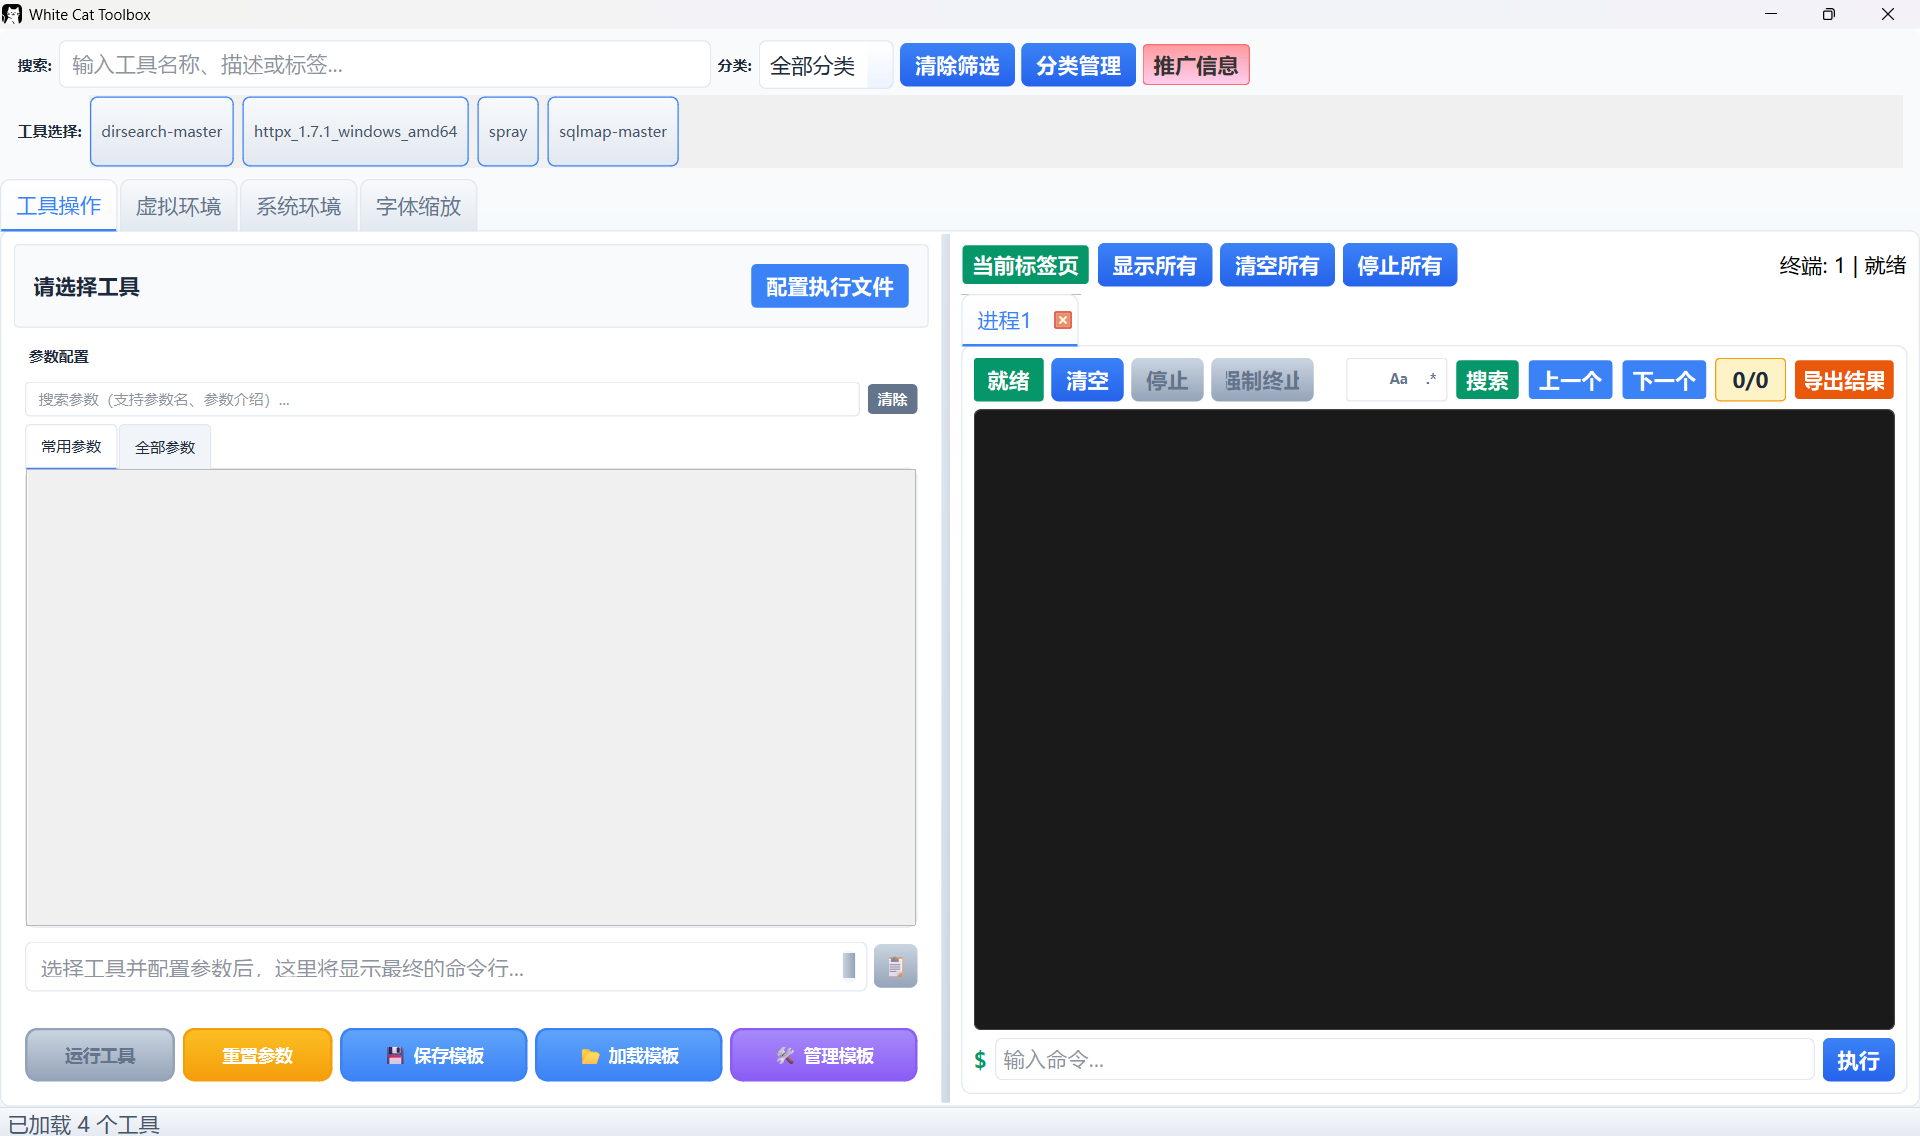 White Cat Toolbox
搜索: 输入工具名称、描述或标签... 分类: 全部分类 清除筛选 分类管理 推广信息
工具选择: dirsearch-master httpx_1.7.1_windows_amd64 spray sqlmap-master
工具操作 虚拟环境 系统环境 字体缩放
请选择工具 配置执行文件
参数配置
搜索参数（支持参数名、参数介绍）... 清除
常用参数 全部参数
选择工具并配置参数后，这里将显示最终的命令行...
运行工具 重置参数 保存模板 加载模板 管理模板
当前标签页 显示所有 清空所有 停止所有 终端: 1 | 就绪
进程1
就绪 清空 停止 强制终止 Aa .* 搜索 上一个 下一个 0/0 导出结果
$ 输入命令... 执行
已加载 4 个工具